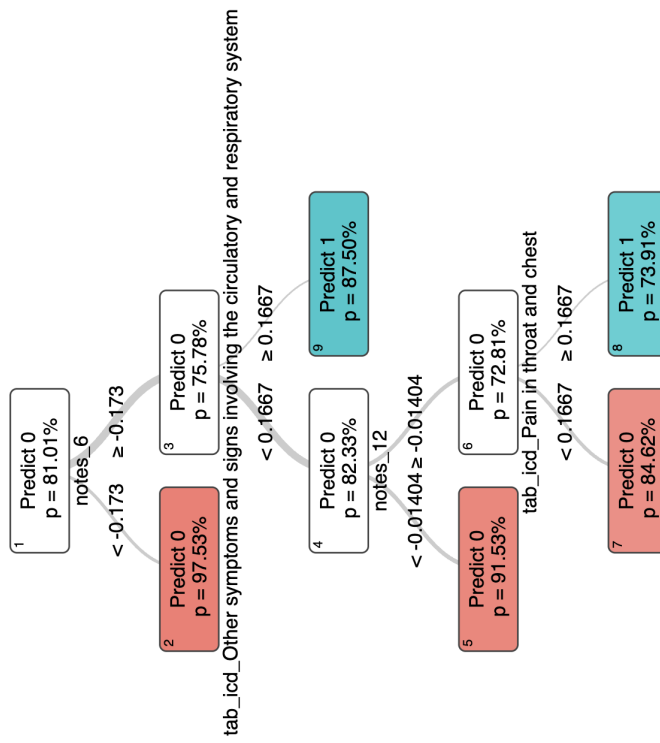 1
Predict 0
p = 81.01%
notes_6
< -0.173
≥ -0.173
2
Predict 0
p = 97.53%
3
Predict 0
p = 75.78%
tab_icd_Other symptoms and signs involving the circulatory and respiratory system
< 0.1667
≥ 0.1667
4
Predict 0
p = 82.33%
9
Predict 1
p = 87.50%
notes_12
< -0.01404
≥ -0.01404
5
Predict 0
p = 91.53%
6
Predict 0
p = 72.81%
tab_icd_Pain in throat and chest
< 0.1667
≥ 0.1667
7
Predict 0
p = 84.62%
8
Predict 1
p = 73.91%